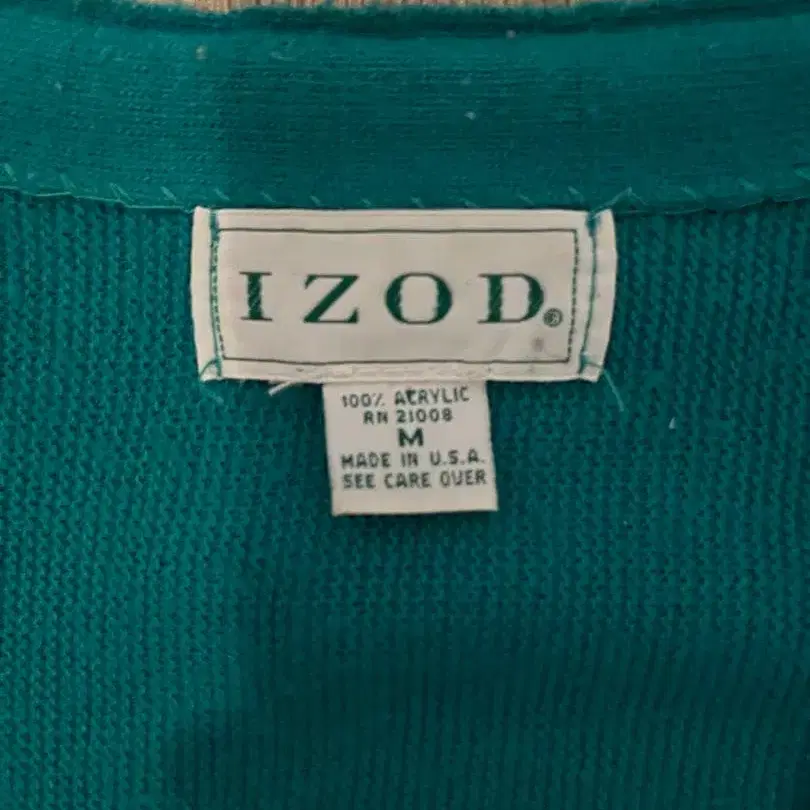 IZOD®
100% ACRYLIC
RN 21008
M
MADE IN U.S.A.
SEE CARE OVER